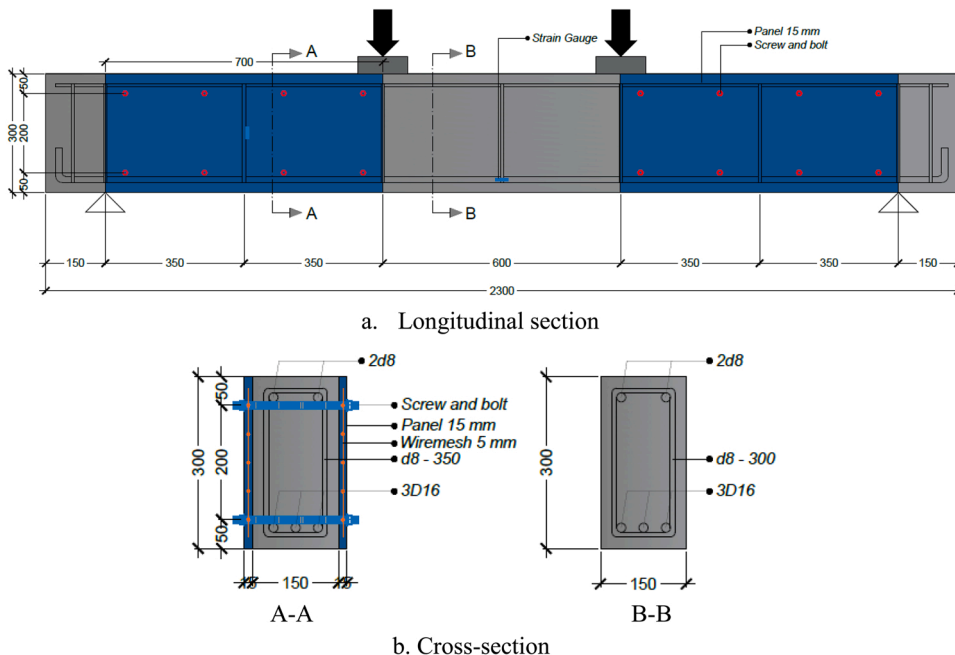 Strain Gauge
Panel 15 mm
Screw and bolt
A
B
700
50
300
200
50
A
B
150
350
350
600
350
350
150
2300
a. Longitudinal section
2d8
Screw and bolt
Panel 15 mm
Wiremesh 5 mm
d8 - 350
3D16
50
300
200
50
150
A-A
2d8
d8 - 300
3D16
300
150
B-B
b. Cross-section